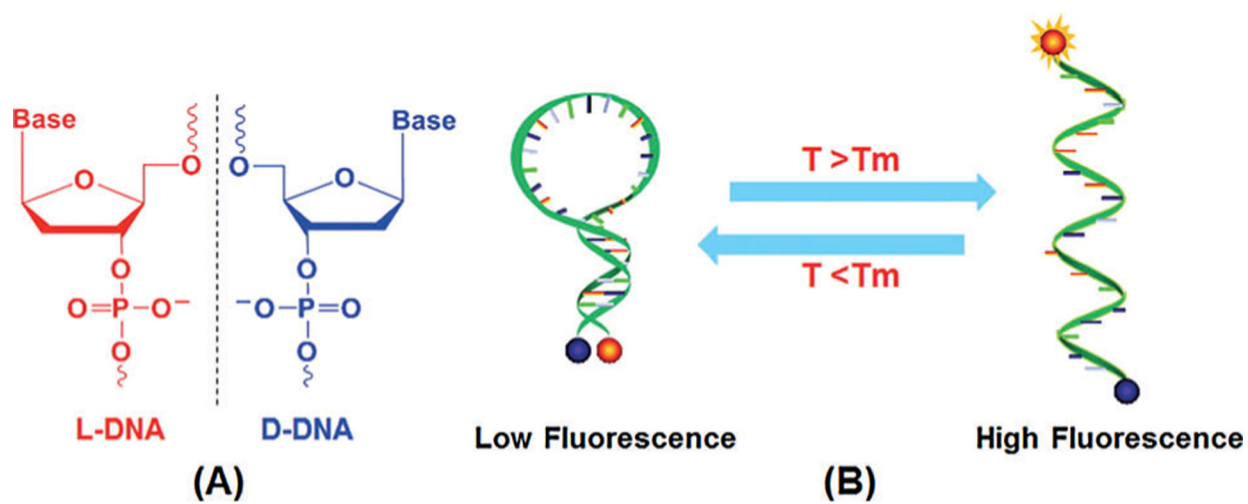 Base
O
O
O
O=P-O⁻
O
L-DNA
Base
O
O
O
⁻O-P=O
O
D-DNA
(A)
T >Tm
T <Tm
Low Fluorescence
High Fluorescence
(B)